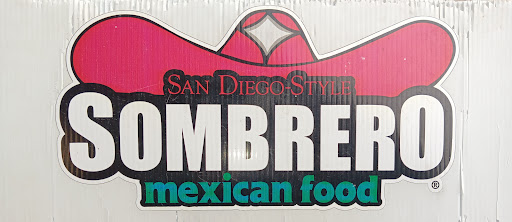 SAN DIEGO-STYLE
SOMBRERO
mexican food
®